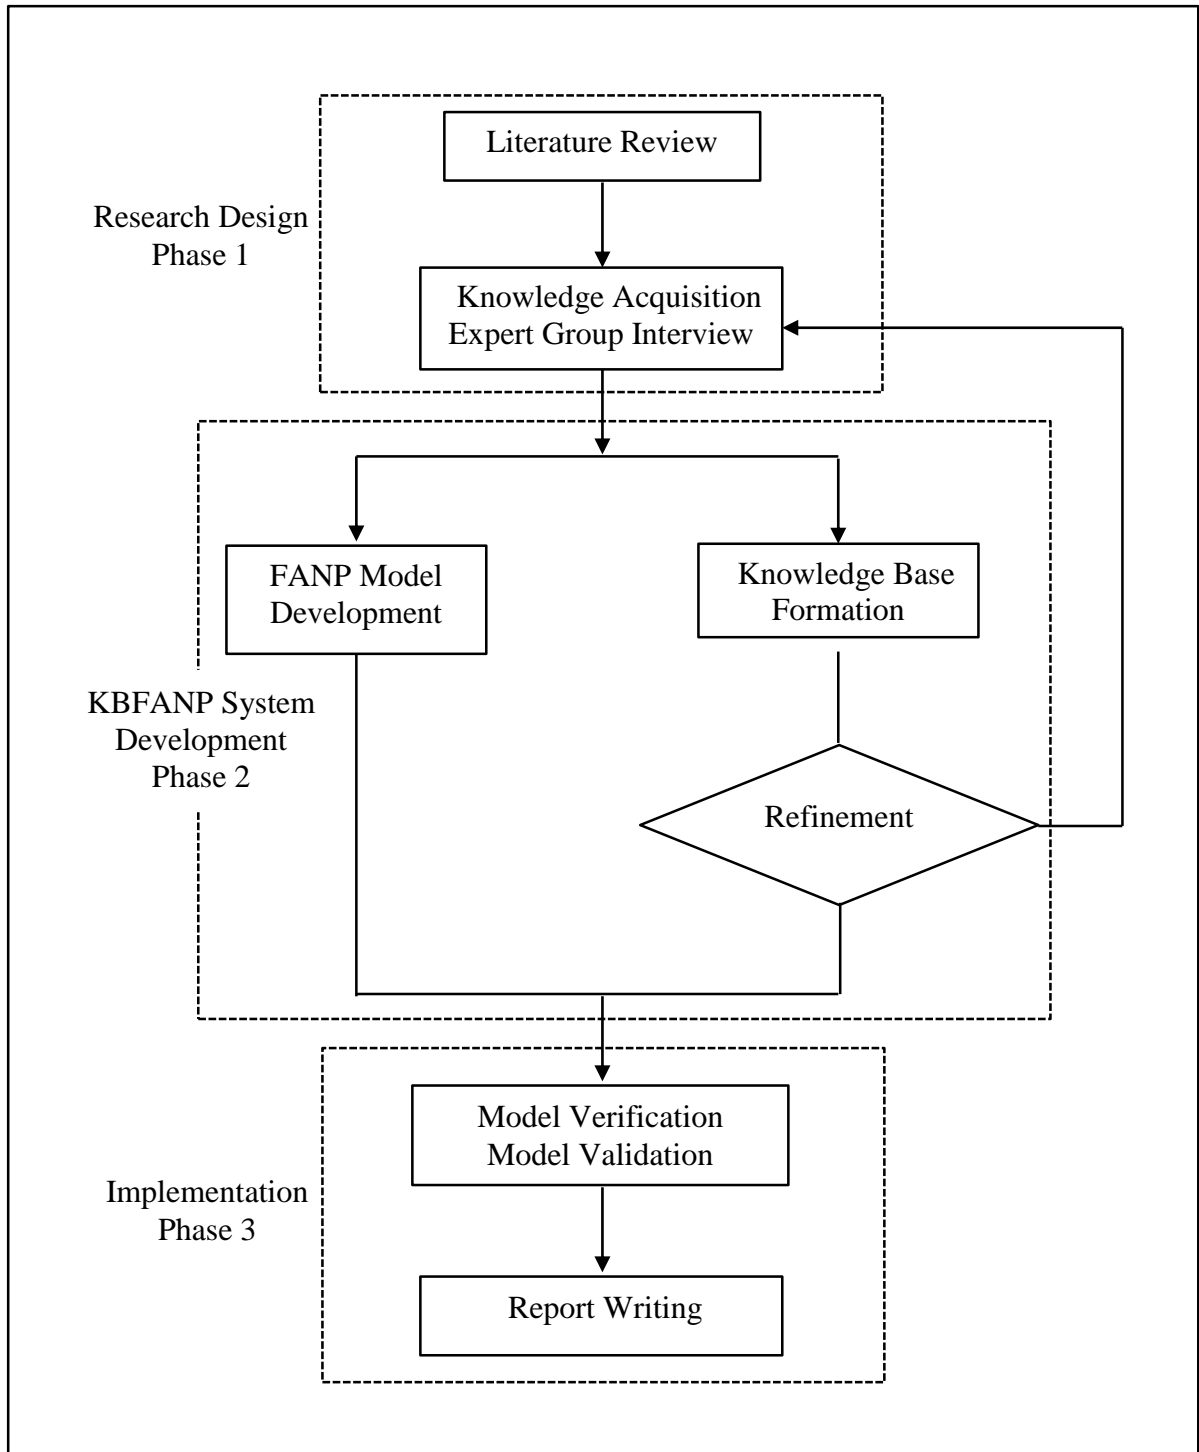 Literature Review
Research Design
Phase 1
Knowledge Acquisition
Expert Group Interview
FANP Model
Development
Knowledge Base
Formation
KBFANP System
Development
Phase 2
Refinement
Model Verification
Model Validation
Implementation
Phase 3
Report Writing